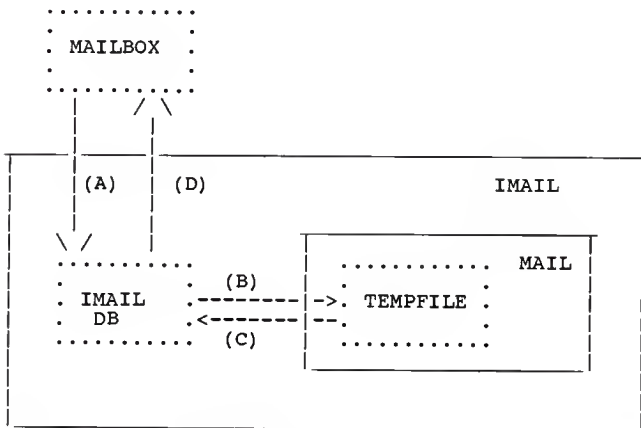 MAILBOX
(A) (D) IMAIL
MAIL
(B)
IMAIL TEMPFILE
DB
(C)